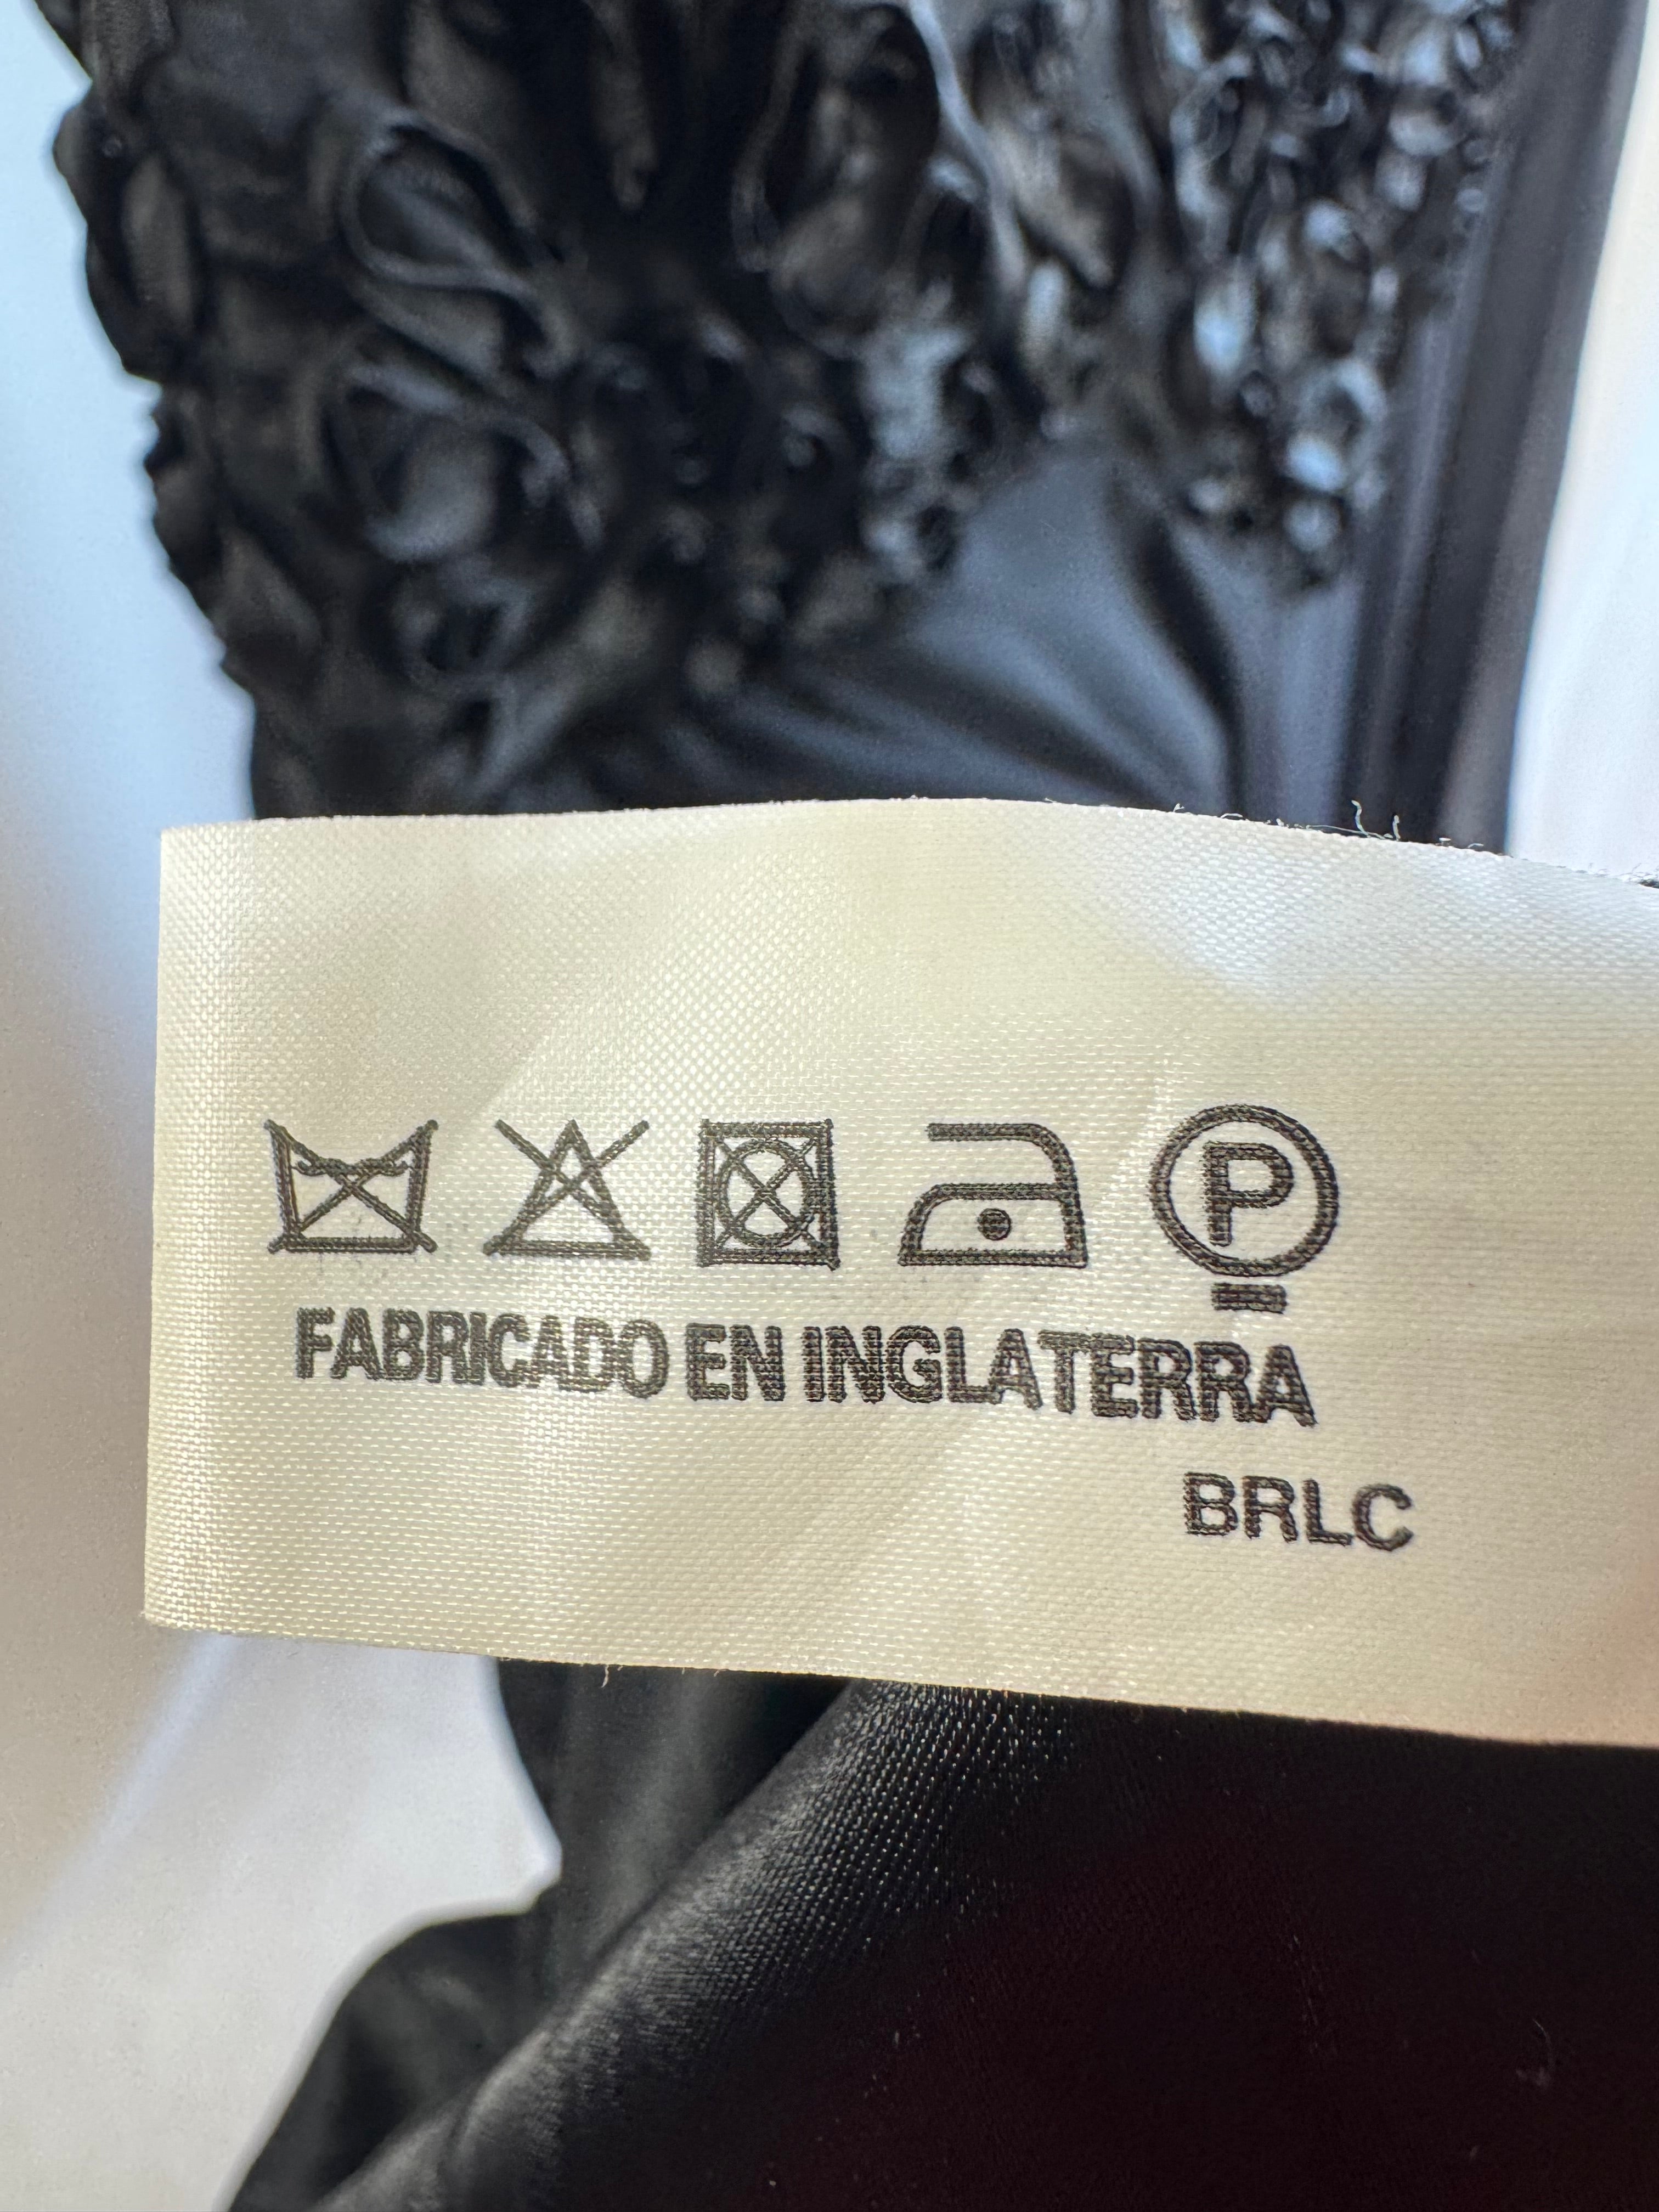 P
FABRICADO EN INGLATERRA
BRLC